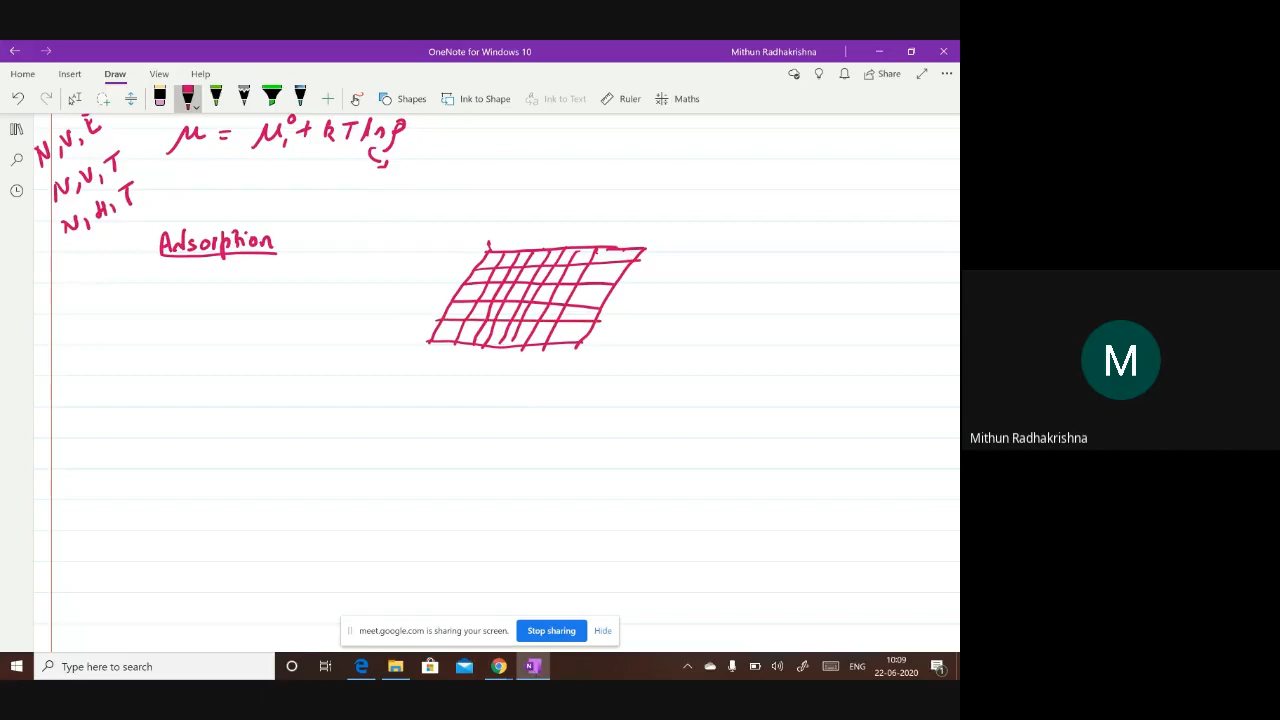 OneNote for Windows 10
Mithun Radhakrishna
Home Insert Draw View Help
Share
Shapes Ink to Shape Ink to Text Ruler Maths
N, V, E
μ = μ₁⁰ + kT ln ρ
N, V, T
N, H, T
Adsorption
M
Mithun Radhakrishna
meet.google.com is sharing your screen. Stop sharing Hide
Type here to search
ENG
10:09
22-06-2020